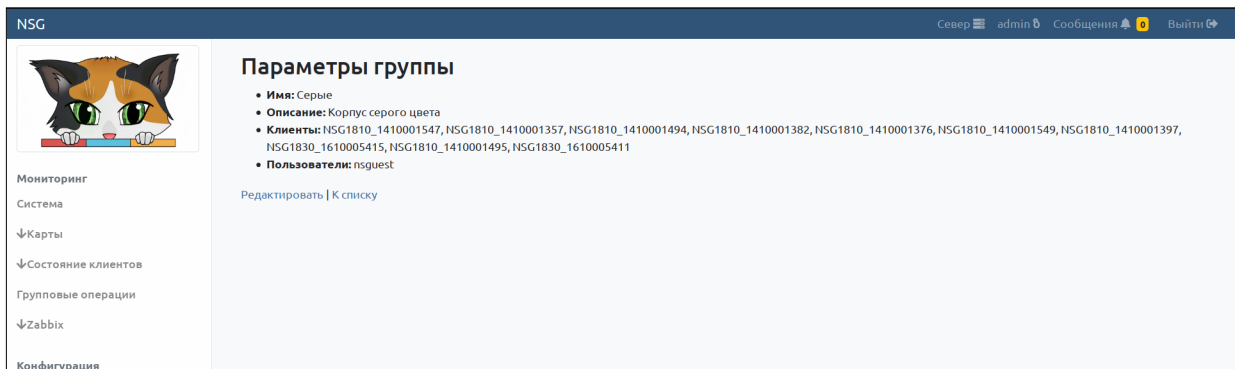 NSG
Север admin Сообщения 0 Выйти
Параметры группы
Имя: Серые
Описание: Корпус серого цвета
Клиенты: NSG1810_1410001547, NSG1810_1410001357, NSG1810_1410001494, NSG1810_1410001382, NSG1810_1410001376, NSG1810_1410001549, NSG1810_1410001397,
NSG1830_1610005415, NSG1810_1410001495, NSG1830_1610005411
Пользователи: nsguest
Редактировать | К списку
Мониторинг
Система
Карты
Состояние клиентов
Групповые операции
Zabbix
Конфигурация